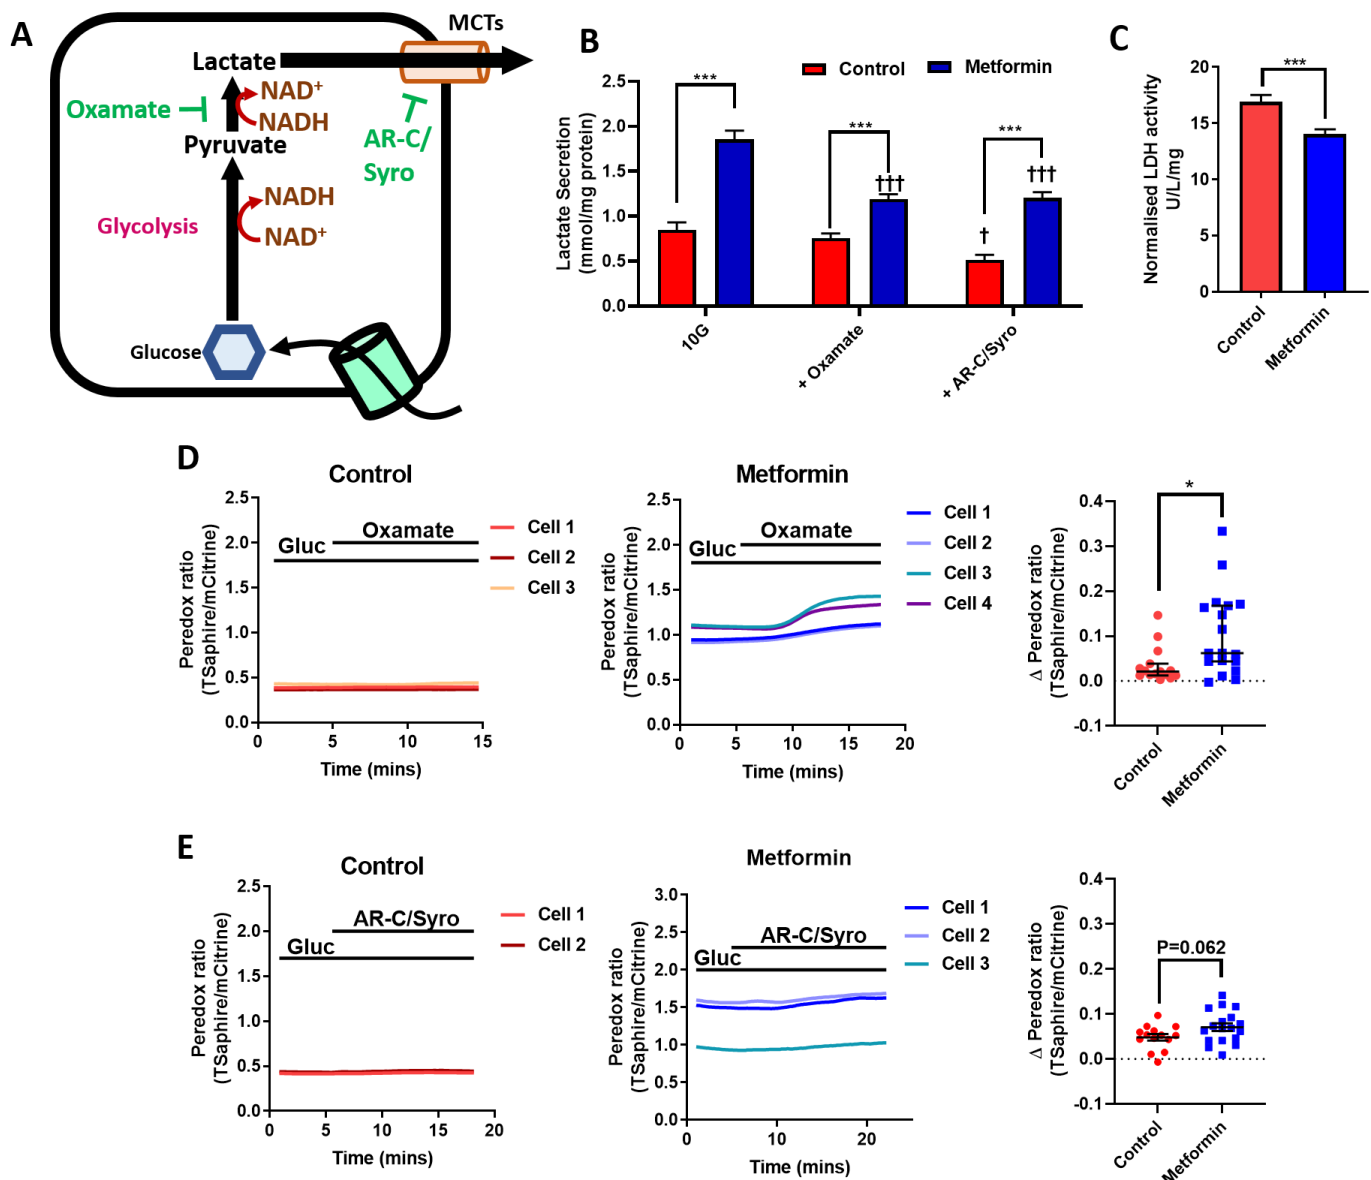 A
MCTs
Lactate
NAD+
Oxamate
NADH
Pyruvate
AR-C/
Syro
NADH
Glycolysis
NAD+
Glucose
B
Control
Metformin
Lactate Secretion
(mmol/mg protein)
2.5
2.0
1.5
1.0
0.5
0.0
***
***
***
†††
†††
†
10G
+ Oxamate
+ AR-C/Syro
C
Normalised LDH activity
U/L/mg
20
15
10
5
0
***
Control
Metformin
D
Control
Peredox ratio
(TSaphire/mCitrine)
2.5
2.0
1.5
1.0
0.5
0.0
Oxamate
Gluc
Cell 1
Cell 2
Cell 3
0
5
10
15
Time (mins)
Metformin
Peredox ratio
(TSaphire/mCitrine)
2.5
2.0
1.5
1.0
0.5
0.0
Oxamate
Gluc
Cell 1
Cell 2
Cell 3
Cell 4
0
5
10
15
20
Time (mins)
Δ Peredox ratio
(TSaphire/mCitrine)
0.4
0.3
0.2
0.1
0.0
-0.1
*
Control
Metformin
E
Control
Peredox ratio
(TSaphire/mCitrine)
2.5
2.0
1.5
1.0
0.5
0.0
AR-C/Syro
Gluc
Cell 1
Cell 2
0
5
10
15
20
Time (mins)
Metformin
Peredox ratio
(TSaphire/mCitrine)
3.0
2.5
2.0
1.5
1.0
0.5
0.0
AR-C/Syro
Gluc
Cell 1
Cell 2
Cell 3
0
10
20
Time (mins)
Δ Peredox ratio
(TSaphire/mCitrine)
0.4
0.3
0.2
0.1
0.0
-0.1
P=0.062
Control
Metformin